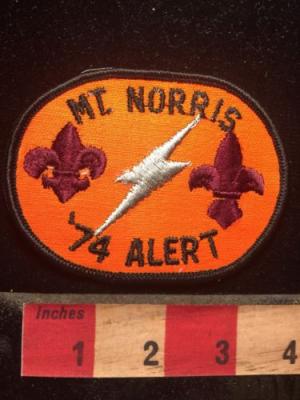 MT. NORRIS
'74 ALERT
Inches
1 2 3 4